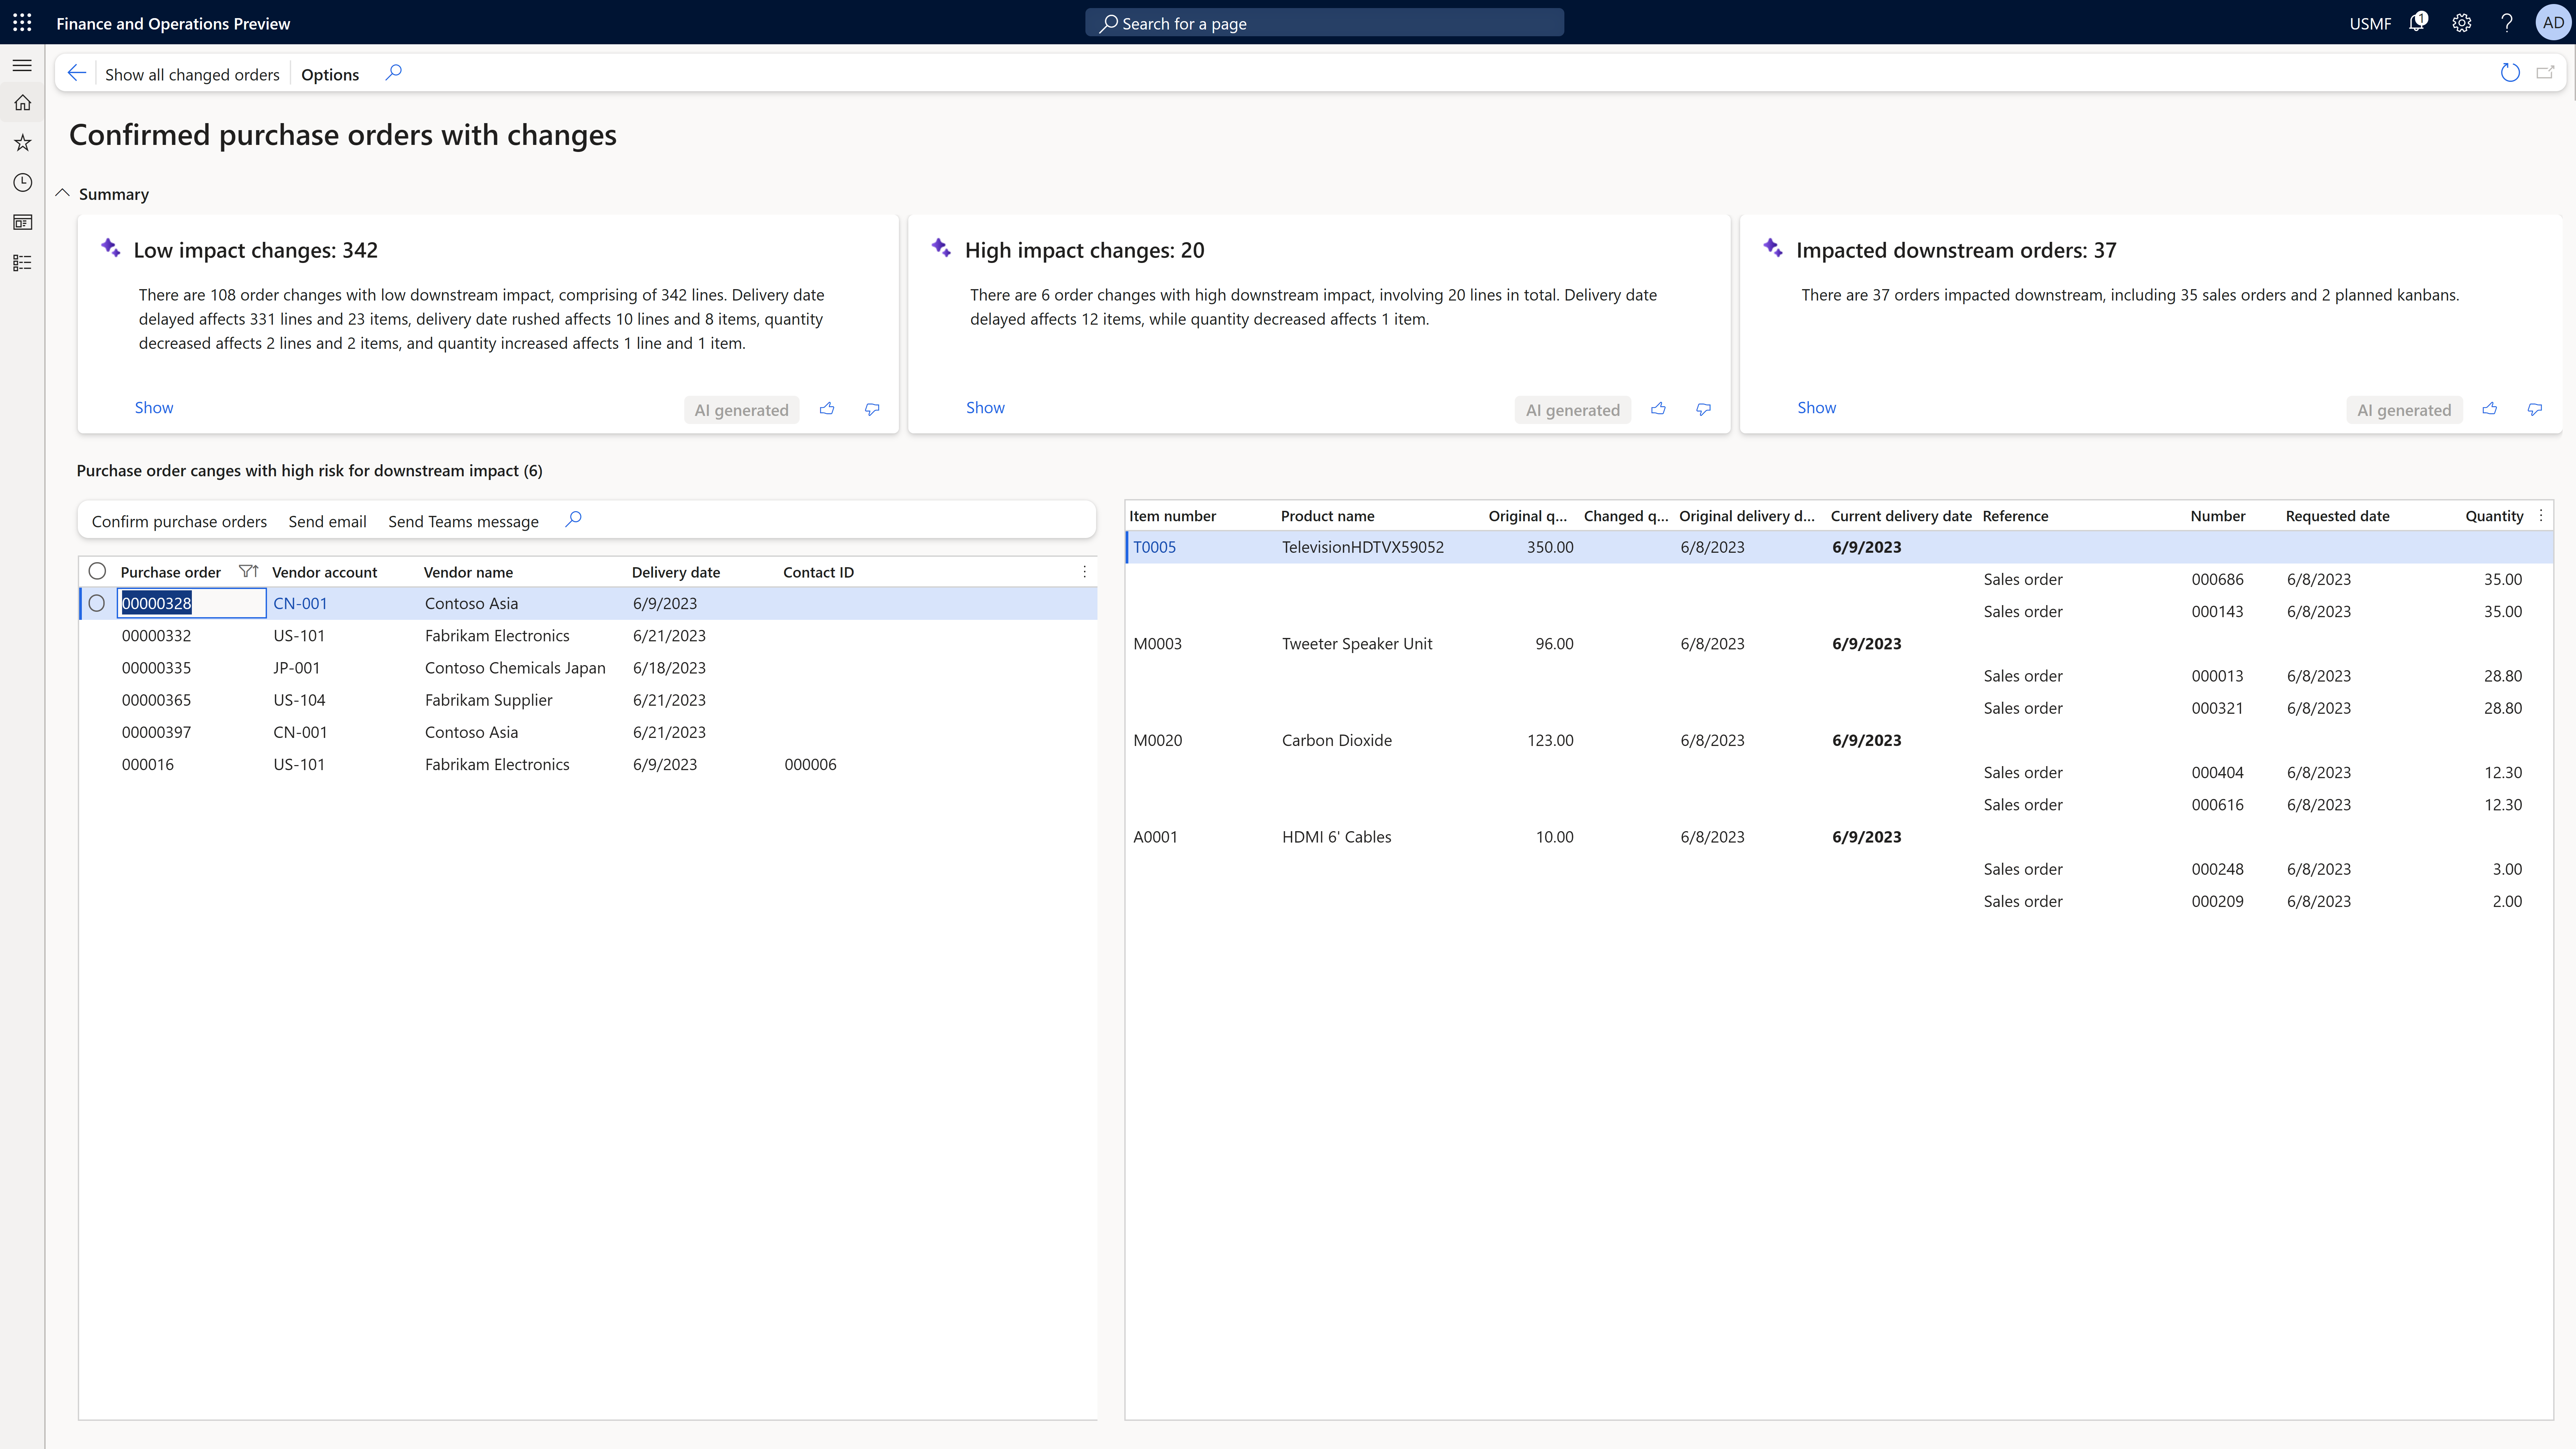 Finance and Operations Preview
Search for a page
USMF
1
AD
Show all changed orders
Options
Confirmed purchase orders with changes
Summary
Low impact changes: 342
There are 108 order changes with low downstream impact, comprising of 342 lines. Delivery date
delayed affects 331 lines and 23 items, delivery date rushed affects 10 lines and 8 items, quantity
decreased affects 2 lines and 2 items, and quantity increased affects 1 line and 1 item.
Show
AI generated
High impact changes: 20
There are 6 order changes with high downstream impact, involving 20 lines in total. Delivery date
delayed affects 12 items, while quantity decreased affects 1 item.
Show
AI generated
Impacted downstream orders: 37
There are 37 orders impacted downstream, including 35 sales orders and 2 planned kanbans.
Show
AI generated
Purchase order canges with high risk for downstream impact (6)
Confirm purchase orders Send email Send Teams message
Purchase order Vendor account Vendor name Delivery date Contact ID
00000328 CN-001 Contoso Asia 6/9/2023
00000332 US-101 Fabrikam Electronics 6/21/2023
00000335 JP-001 Contoso Chemicals Japan 6/18/2023
00000365 US-104 Fabrikam Supplier 6/21/2023
00000397 CN-001 Contoso Asia 6/21/2023
000016 US-101 Fabrikam Electronics 6/9/2023 000006
Item number Product name Original q... Changed q... Original delivery d... Current delivery date Reference Number Requested date Quantity
T0005 TelevisionHDTVX59052 350.00 6/8/2023 6/9/2023
Sales order 000686 6/8/2023 35.00
Sales order 000143 6/8/2023 35.00
M0003 Tweeter Speaker Unit 96.00 6/8/2023 6/9/2023
Sales order 000013 6/8/2023 28.80
Sales order 000321 6/8/2023 28.80
M0020 Carbon Dioxide 123.00 6/8/2023 6/9/2023
Sales order 000404 6/8/2023 12.30
Sales order 000616 6/8/2023 12.30
A0001 HDMI 6' Cables 10.00 6/8/2023 6/9/2023
Sales order 000248 6/8/2023 3.00
Sales order 000209 6/8/2023 2.00